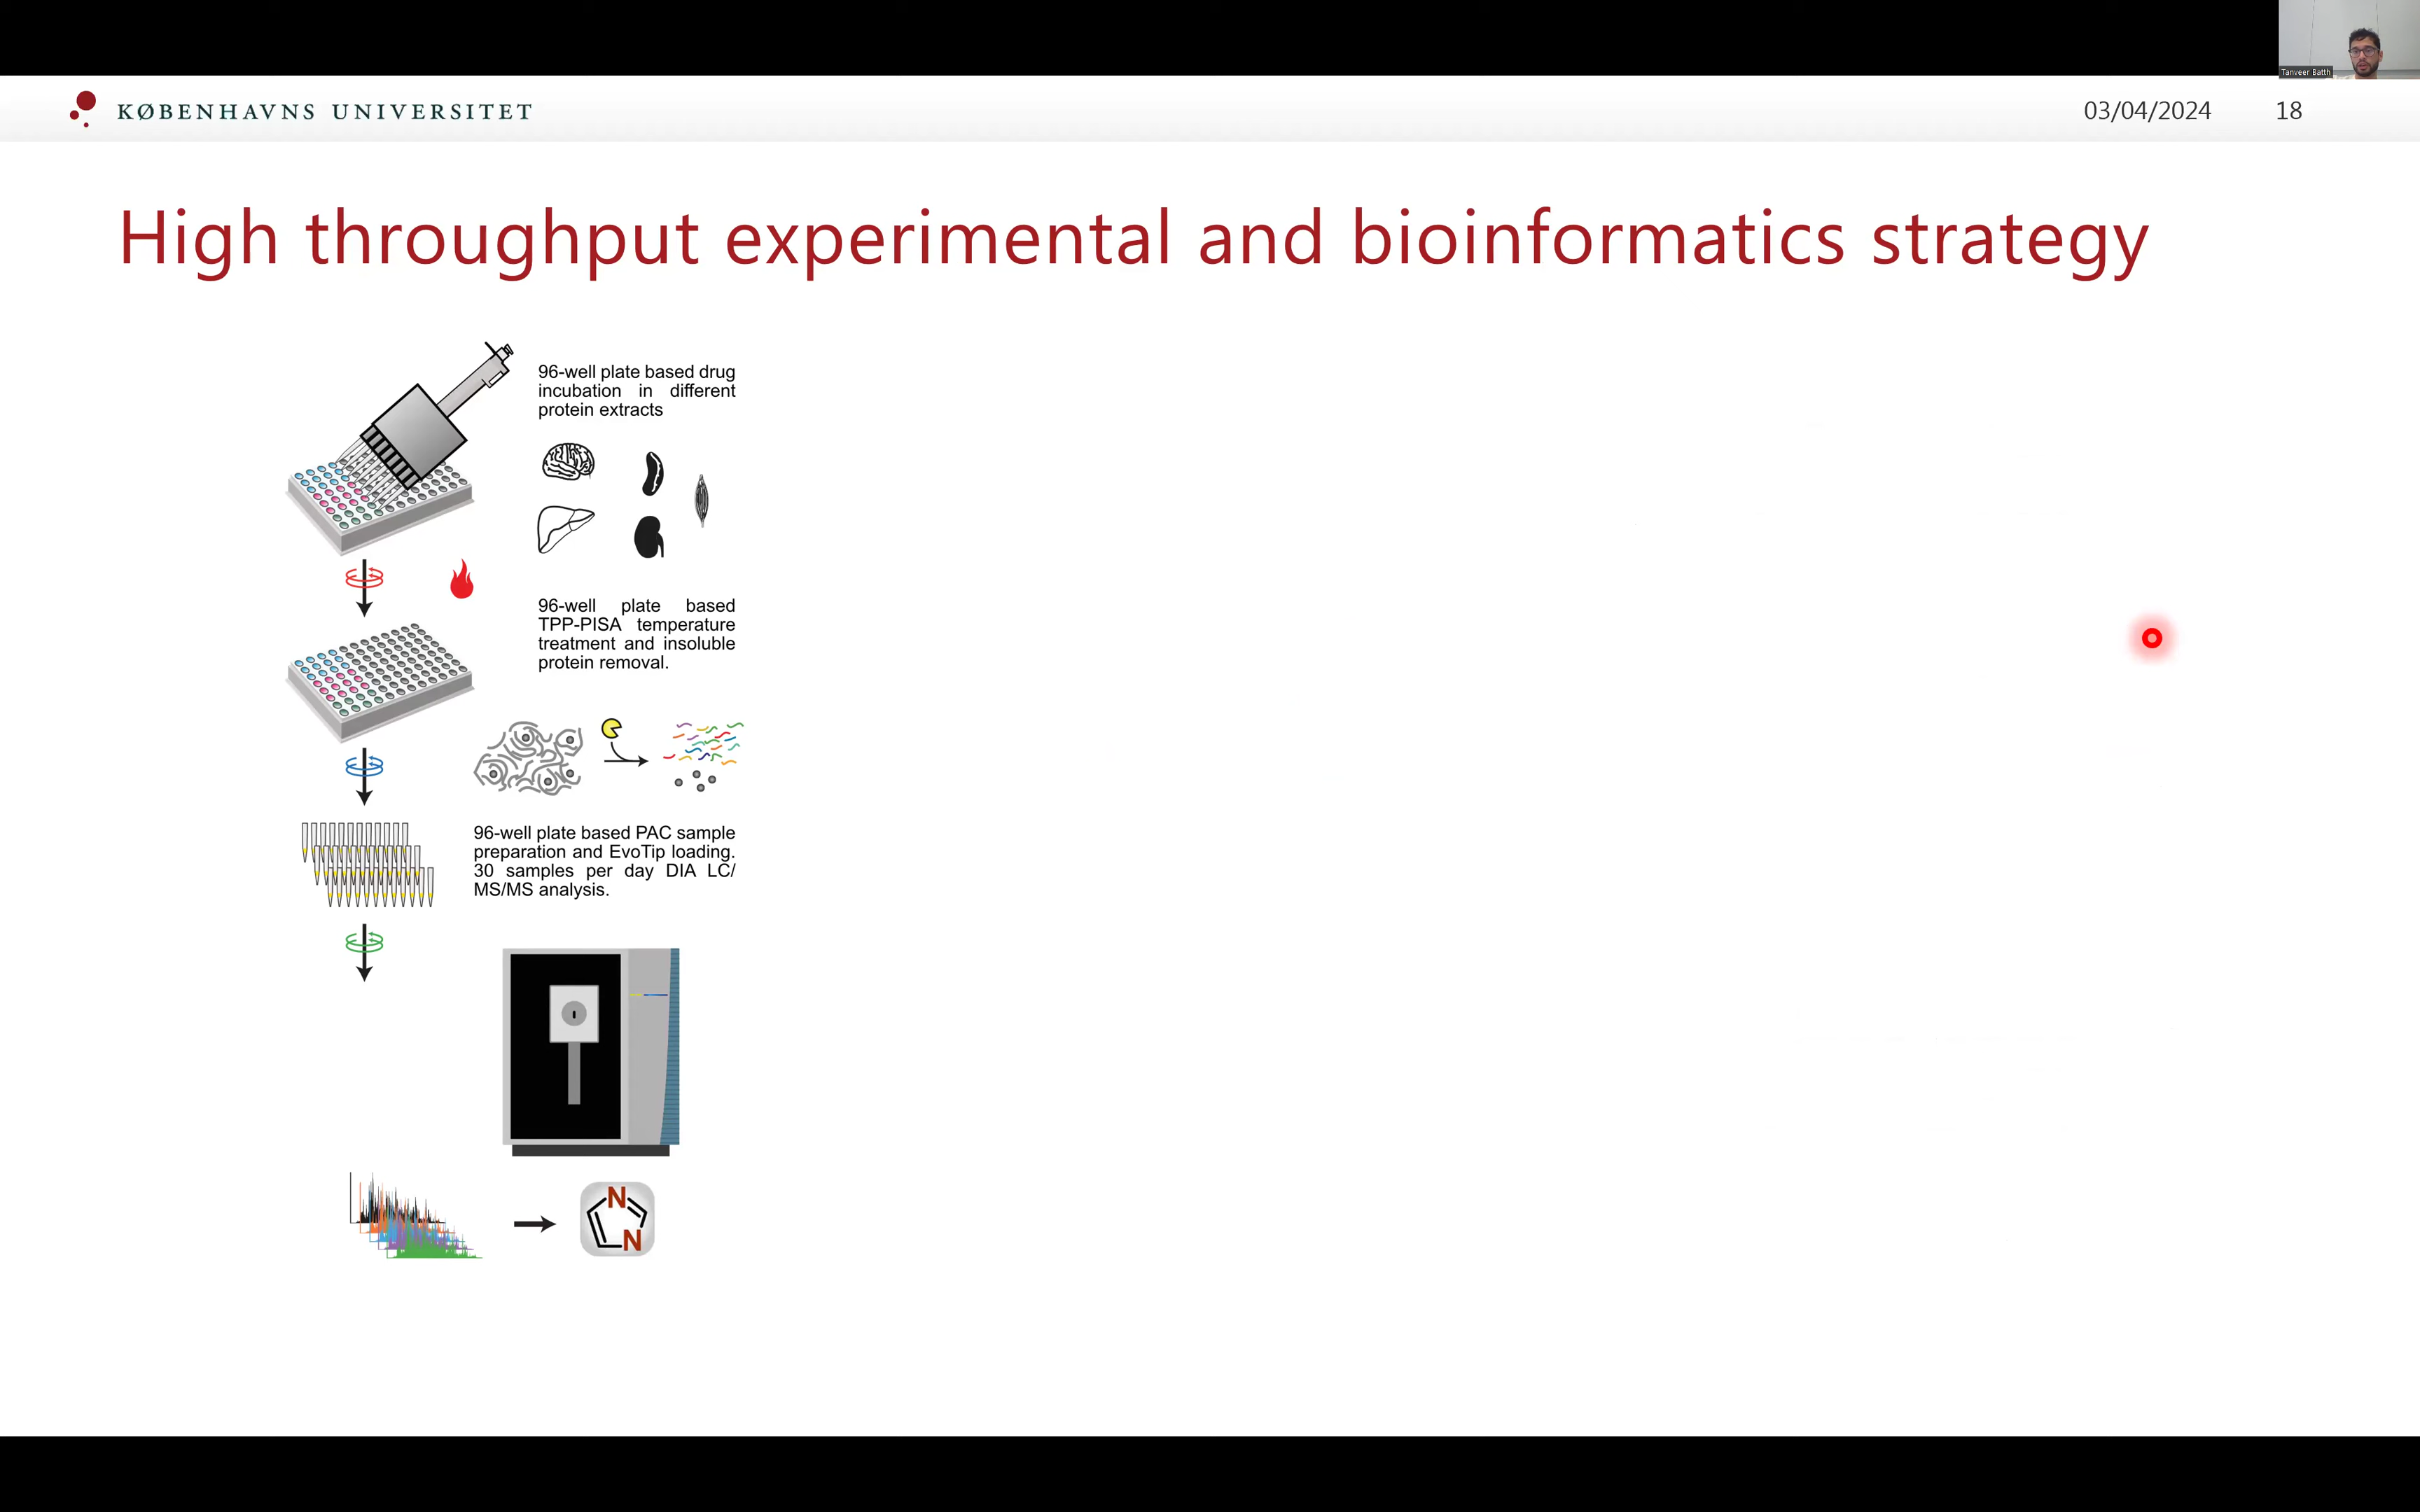 Tanveer Batth
KØBENHAVNS UNIVERSITET
03/04/2024
18
High throughput experimental and bioinformatics strategy
96-well plate based drug
incubation in different
protein extracts
96-well plate based
TPP-PISA temperature
treatment and insoluble
protein removal.
96-well plate based PAC sample
preparation and EvoTip loading.
30 samples per day DIA LC/
MS/MS analysis.
N
N